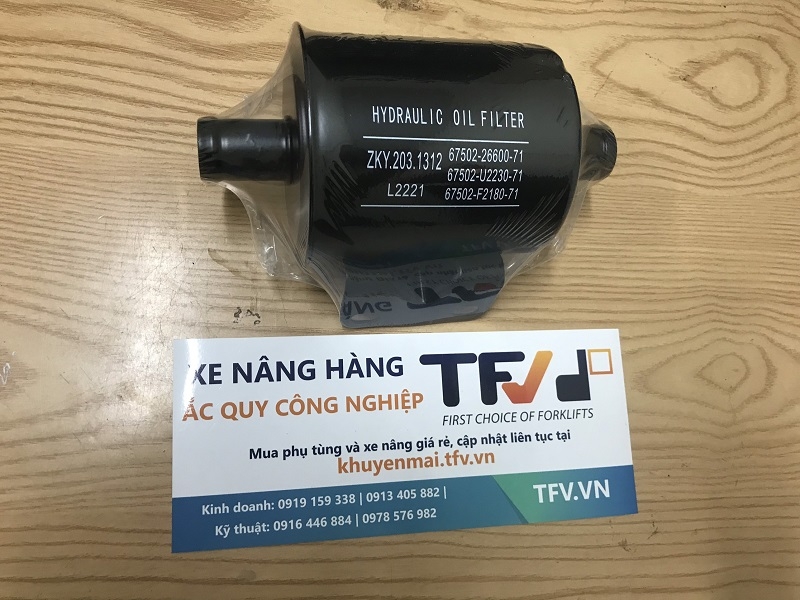 HYDRAULIC OIL FILTER
ZKY.203.1312 67502-26600-71
67502-U2230-71
L2221 67502-F2180-71
XE NÂNG HÀNG
ẮC QUY CÔNG NGHIỆP
TFV
FIRST CHOICE OF FORKLIFTS
Mua phụ tùng và xe nâng giá rẻ, cập nhật liên tục tại
khuyenmai.tfv.vn
Kinh doanh: 0919 159 338 | 0913 405 882 |
Kỹ thuật: 0916 446 884 | 0978 576 982
TFV.VN